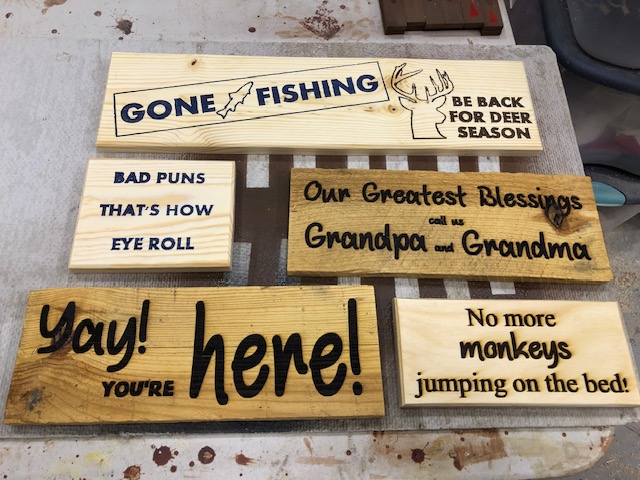 GONE FISHING
BE BACK
FOR DEER
SEASON
BAD PUNS
THAT'S HOW
EYE ROLL
Our Greatest Blessings
call us
Grandpa and Grandma
Yay!
YOU'RE here!
No more
monkeys
jumping on the bed!